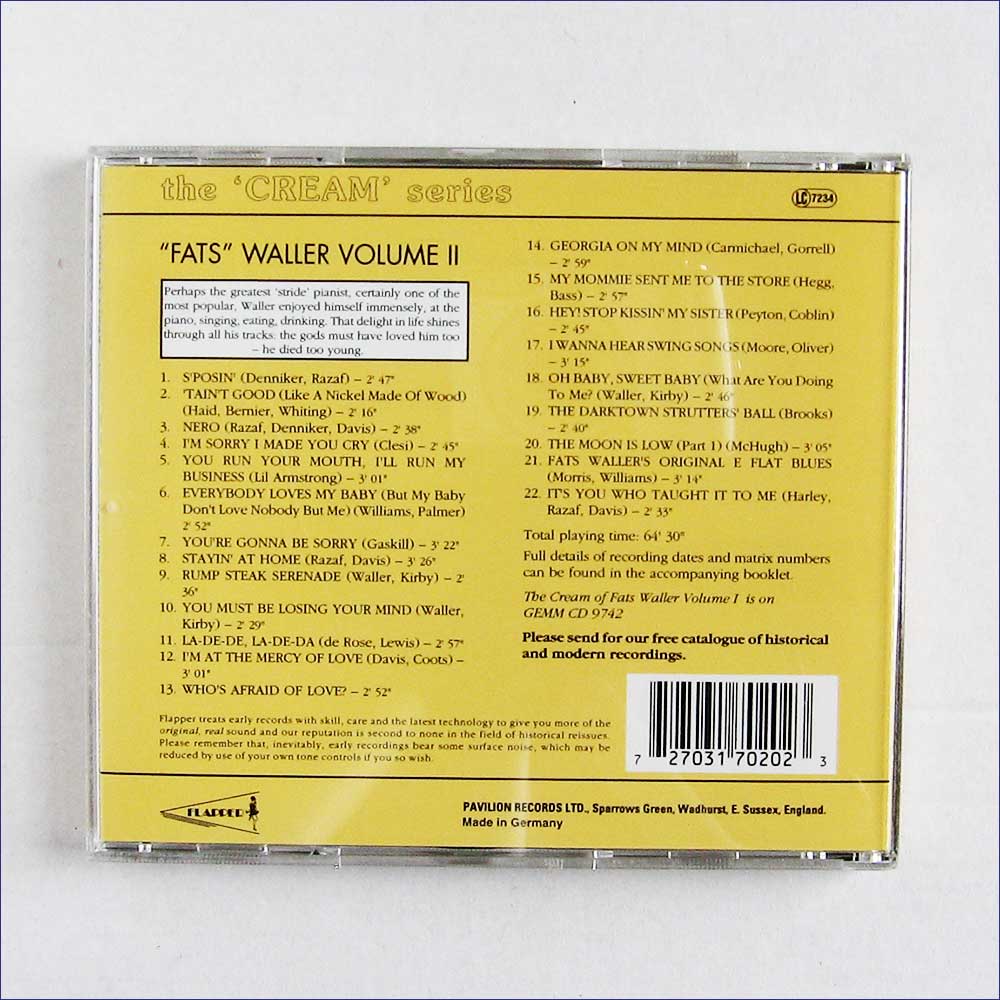 the 'CREAM' series
LC 7234
"FATS" WALLER VOLUME II
Perhaps the greatest 'stride' pianist, certainly one of the
most popular, Waller enjoyed himself immensely, at the
piano, singing, eating, drinking. That delight in life shines
through all his tracks: the gods must have loved him too
– he died too young.
1. S'POSIN' (Denniker, Razaf) – 2' 47"
2. 'TAIN'T GOOD (Like A Nickel Made Of Wood)
(Haid, Bernier, Whiting) – 2' 16"
3. NERO (Razaf, Denniker, Davis) – 2' 38"
4. I'M SORRY I MADE YOU CRY (Clesi) – 2' 45"
5. YOU RUN YOUR MOUTH, I'LL RUN MY
BUSINESS (Lil Armstrong) – 3' 01"
6. EVERYBODY LOVES MY BABY (But My Baby
Don't Love Nobody But Me) (Williams, Palmer)
2' 52"
7. YOU'RE GONNA BE SORRY (Gaskill) – 3' 22"
8. STAYIN' AT HOME (Razaf, Davis) – 3' 26"
9. RUMP STEAK SERENADE (Waller, Kirby) – 2'
36"
10. YOU MUST BE LOSING YOUR MIND (Waller,
Kirby) – 2' 29"
11. LA-DE-DE, LA-DE-DA (de Rose, Lewis) – 2' 57"
12. I'M AT THE MERCY OF LOVE (Davis, Coots) –
3' 01"
13. WHO'S AFRAID OF LOVE? – 2' 52"
14. GEORGIA ON MY MIND (Carmichael, Gorrell)
– 2' 59"
15. MY MOMMIE SENT ME TO THE STORE (Hegg,
Bass) – 2' 57"
16. HEY! STOP KISSIN' MY SISTER (Peyton, Coblin)
– 2' 45"
17. I WANNA HEAR SWING SONGS (Moore, Oliver)
– 3' 15"
18. OH BABY, SWEET BABY (What Are You Doing
To Me? (Waller, Kirby) – 2' 46"
19. THE DARKTOWN STRUTTERS' BALL (Brooks)
– 2' 40"
20. THE MOON IS LOW (Part 1) (McHugh) – 3' 05"
21. FATS WALLER'S ORIGINAL E FLAT BLUES
(Morris, Williams) – 3' 14"
22. IT'S YOU WHO TAUGHT IT TO ME (Harley,
Razaf, Davis) – 2' 33"
Total playing time: 64' 30"
Full details of recording dates and matrix numbers
can be found in the accompanying booklet.
The Cream of Fats Waller Volume I is on
GEMM CD 9742
Please send for our free catalogue of historical
and modern recordings.
Flapper treats early records with skill, care and the latest technology to give you more of the
original, real sound and our reputation is second to none in the field of historical reissues.
Please remember that, inevitably, early recordings bear some surface noise, which may be
reduced by use of your own tone controls if you so wish.
7 27031 70202 3
FLAPPER
PAVILION RECORDS LTD., Sparrows Green, Wadhurst, E. Sussex, England.
Made in Germany